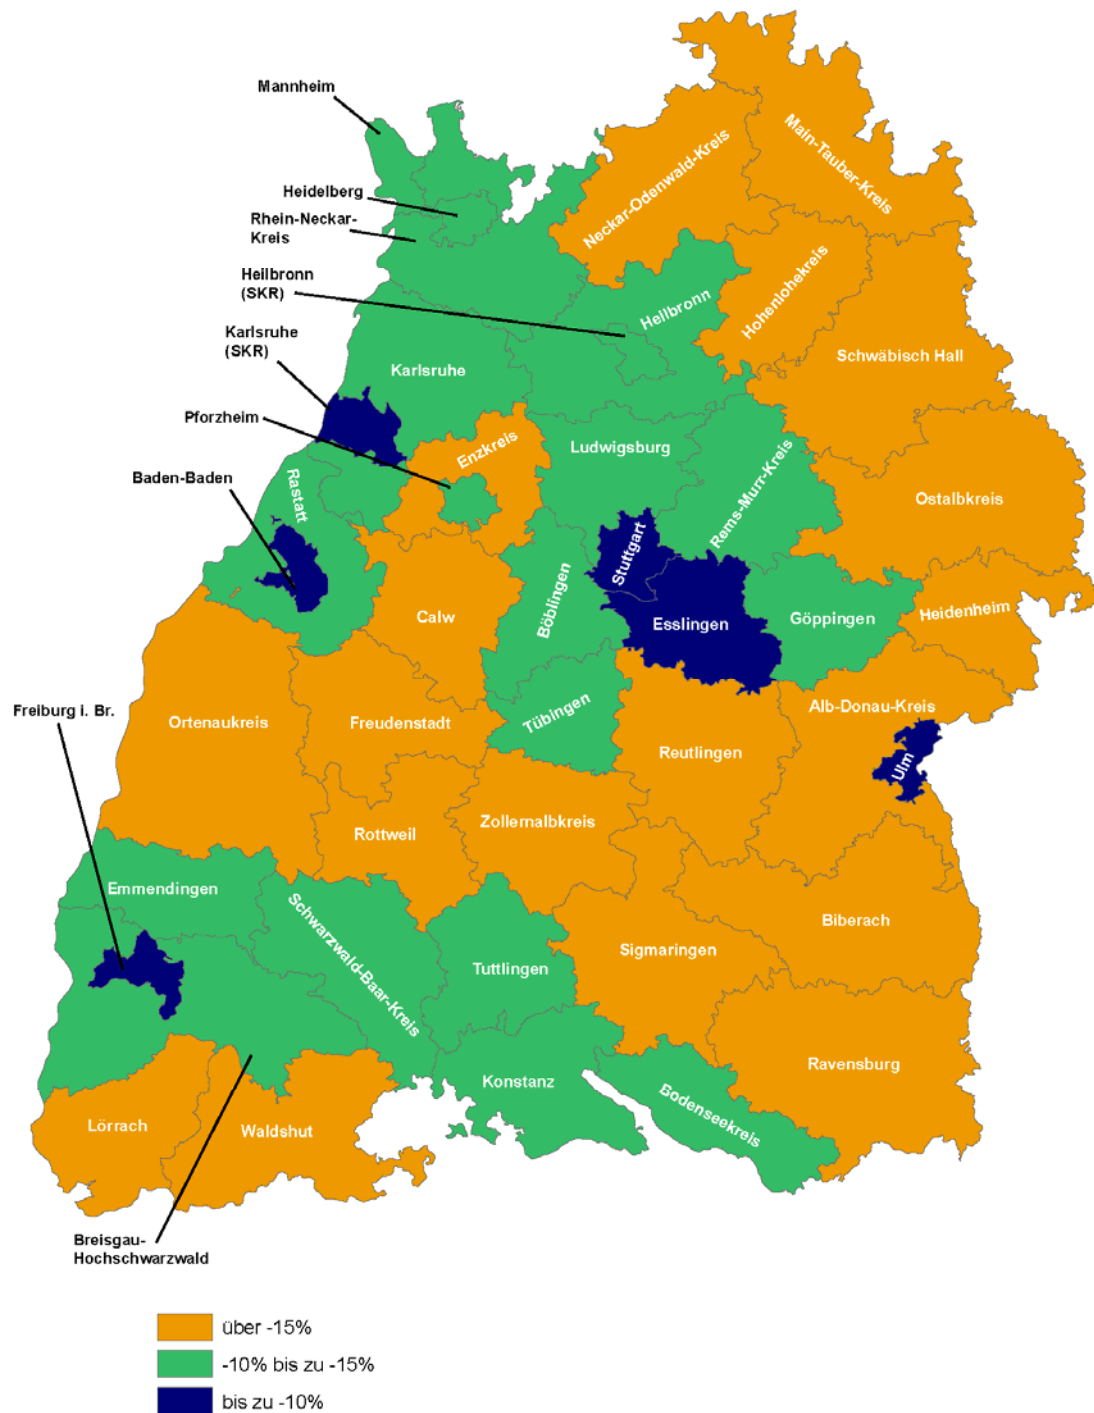 Mannheim
Main-Tauber-Kreis
Neckar-Odenwald-Kreis
Heidelberg
Rhein-Neckar-
Kreis
Heilbronn
(SKR)
Heilbronn
Hohenlohekreis
Karlsruhe
(SKR)
Karlsruhe
Schwäbisch Hall
Pforzheim
Enzkreis
Ludwigsburg
Rems-Murr-Kreis
Baden-Baden
Rastatt
Ostalbkreis
Stuttgart
Böblingen
Calw
Esslingen
Göppingen
Heidenheim
Freiburg i. Br.
Ortenaukreis
Freudenstadt
Tübingen
Reutlingen
Alb-Donau-Kreis
Ulm
Rottweil
Zollernalbkreis
Emmendingen
Schwarzwald-Baar-Kreis
Tuttlingen
Sigmaringen
Biberach
Konstanz
Bodenseekreis
Ravensburg
Lörrach
Waldshut
Breisgau-
Hochschwarzwald
über -15%
-10% bis zu -15%
bis zu -10%